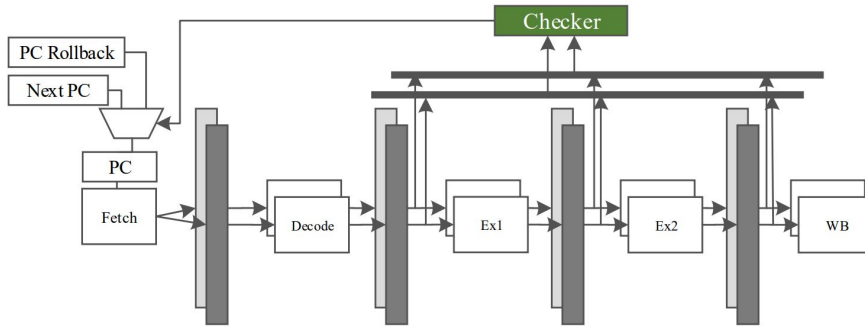 Checker
PC Rollback
Next PC
PC
Fetch
Decode
Ex1
Ex2
WB